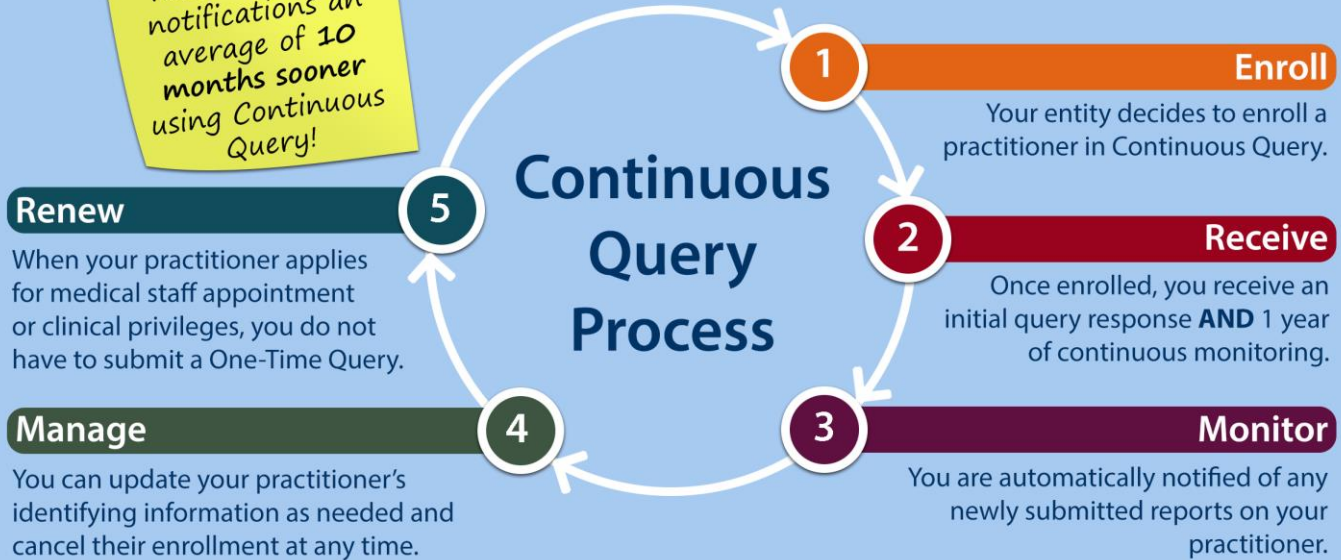 notifications an
average of 10
months sooner
using Continuous
Query!
Continuous
Query
Process
1
Enroll
Your entity decides to enroll a
practitioner in Continuous Query.
2
Receive
Once enrolled, you receive an
initial query response AND 1 year
of continuous monitoring.
3
Monitor
You are automatically notified of any
newly submitted reports on your
practitioner.
4
Manage
You can update your practitioner's
identifying information as needed and
cancel their enrollment at any time.
5
Renew
When your practitioner applies
for medical staff appointment
or clinical privileges, you do not
have to submit a One-Time Query.